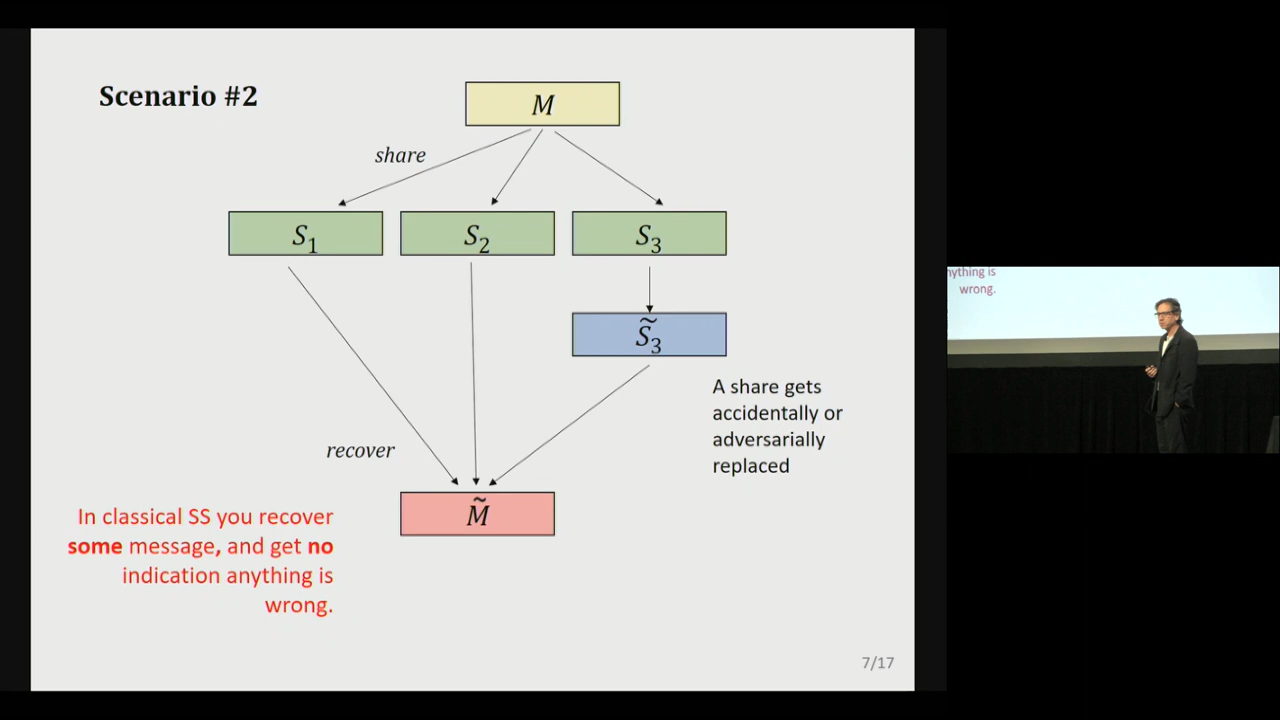 Scenario #2
M
share
S1
S2
S3
S̃3
A share gets
accidentally or
adversarially
replaced
recover
M̃
In classical SS you recover
some message, and get no
indication anything is
wrong.
7/17
nything is
wrong.